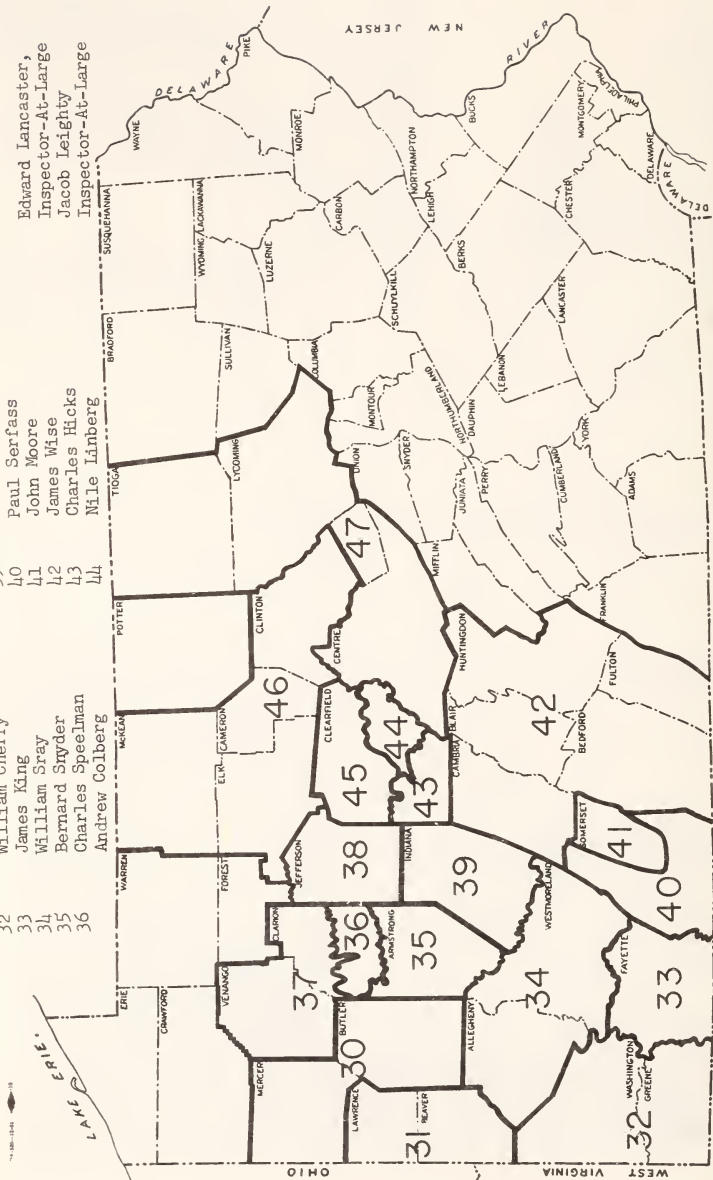 32 William Cherry
33 James King
34 William Sray
35 Bernard Snyder
36 Charles Speelman
Andrew Colberg
39
40 Paul Serfass
41 John Moore
42 James Wise
43 Charles Hicks
44 Nile Linberg
Edward Lancaster,
Inspector-At-Large
Jacob Leighty
Inspector-At-Large
LAKE ERIE.
ERIE
CRAWFORD
WARREN
McKEAN
POTTER
TIOGA
BRADFORD
SUSQUEHANNA
WAYNE
DELAWARE
PIKE
MERCER
VENANGO
FOREST
ELK
CAMERON
CLINTON
LYCOMING
SULLIVAN
WYOMING
LACKAWANNA
LUZERNE
MONROE
CLARION
JEFFERSON
CLEARFIELD
CENTRE
UNION
MONTOUR
COLUMBIA
CARBON
NORTHAMPTON
LEHIGH
SCHUYLKILL
NORTHUMBERLAND
SNYDER
MIFFLIN
JUNIATA
PERRY
DAUPHIN
LEBANON
BERKS
BUCKS
RIVER
NEW JERSEY
MONTGOMERY
PHILADELPHIA
DELAWARE
DELAWARE
CHESTER
LANCASTER
YORK
CUMBERLAND
ADAMS
FRANKLIN
HUNTINGDON
FULTON
BEDFORD
BLAIR
CAMBRIA
INDIANA
ARMSTRONG
BUTLER
LAWRENCE
BEAVER
ALLEGHENY
WESTMORELAND
SOMERSET
FAYETTE
WASHINGTON
GREENE
OHIO
WEST VIRGINIA
30
31
32
33
34
35
36
37
38
39
40
41
42
43
44
45
46
47